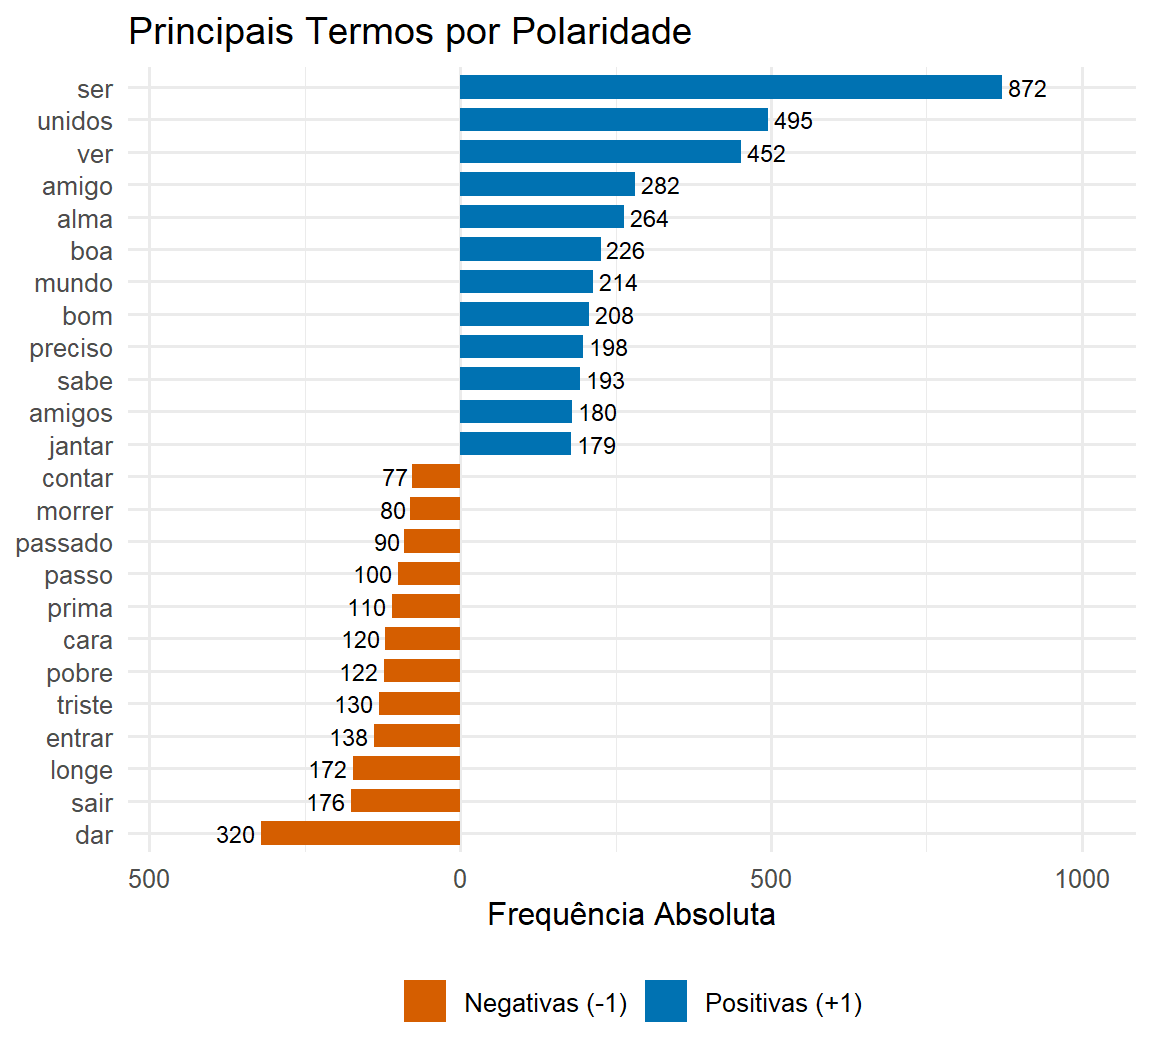 Principais Termos por Polaridade
ser 872
unidos 495
ver 452
amigo 282
alma 264
boa 226
mundo 214
bom 208
preciso 198
sabe 193
amigos 180
jantar 179
contar 77
morrer 80
passado 90
passo 100
prima 110
cara 120
pobre 122
triste 130
entrar 138
longe 172
sair 176
dar 320
500 0 500 1000
Frequência Absoluta
Negativas (-1) Positivas (+1)